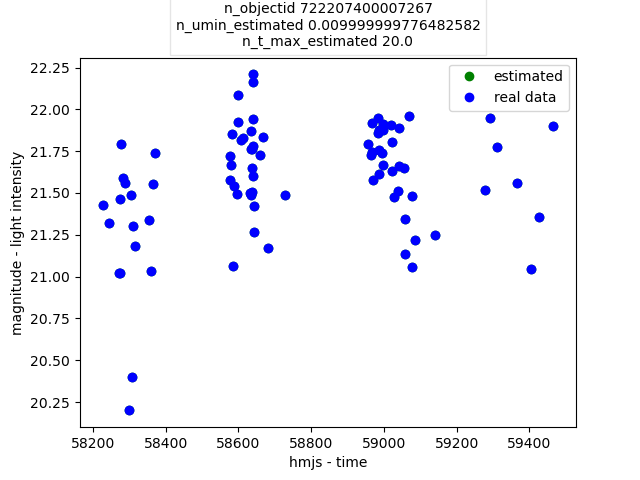 n_objectid 722207400007267
n_umin_estimated 0.009999999776482582
n_t_max_estimated 20.0
22.25
22.00
21.75
21.50
21.25
21.00
20.75
20.50
20.25
magnitude - light intensity
estimated
real data
58200 58400 58600 58800 59000 59200 59400
hmjs - time